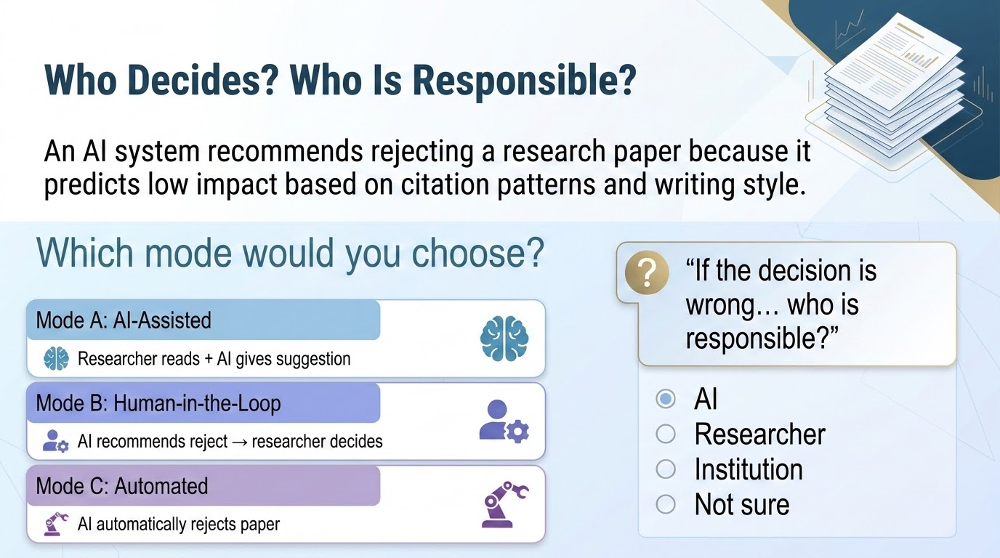 Who Decides? Who Is Responsible?
An AI system recommends rejecting a research paper because it
predicts low impact based on citation patterns and writing style.
Which mode would you choose?
Mode A: AI-Assisted
Researcher reads + AI gives suggestion
Mode B: Human-in-the-Loop
AI recommends reject → researcher decides
Mode C: Automated
AI automatically rejects paper
?
“If the decision is
wrong... who is
responsible?”
AI
Researcher
Institution
Not sure